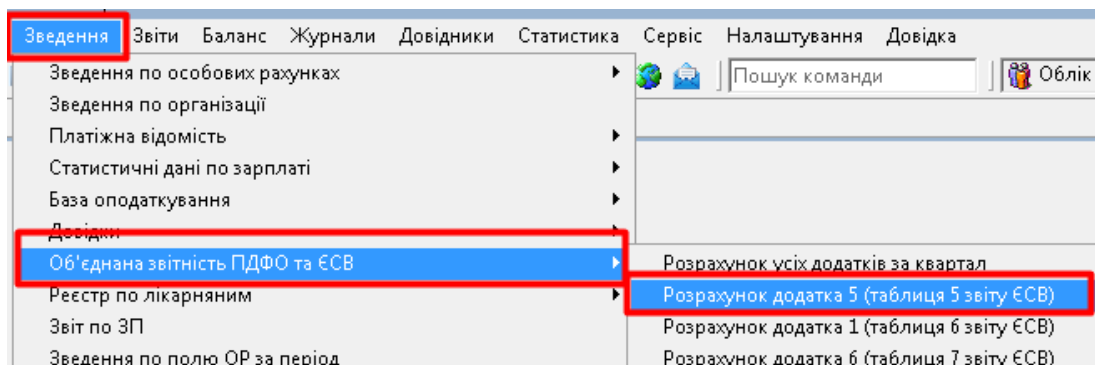 Зведення Звіти Баланс Журнали Довідники Статистика Сервіс Налаштування Довідка
Зведення по особових рахунках
Пошук команди
Облік
Зведення по організації
Платіжна відомість
Статистичні дані по зарплаті
База оподаткування
Довідки
Об'єднана звітність ПДФО та ЄСВ
Розрахунок усіх додатків за квартал
Реєстр по лікарняним
Розрахунок додатка 5 (таблиця 5 звіту ЄСВ)
Звіт по ЗП
Розрахунок додатка 1 (таблиця 6 звіту ЄСВ)
Зведення по полю ОР за період
Розрахунок додатка 6 (таблиця 7 звіту ЄСВ)